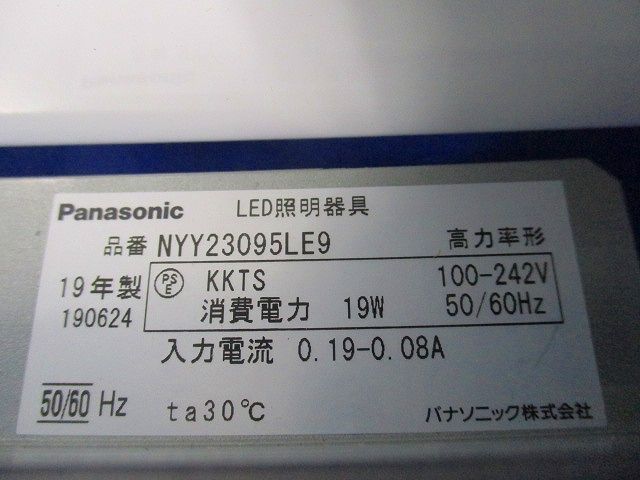 Panasonic LED照明器具
品番 NYY23095LE9 高力率形
19年製 PS E KKTS 100-242V
190624 消費電力 19W 50/60Hz
入力電流 0.19-0.08A
50/60 Hz ta30℃ パナソニック株式会社